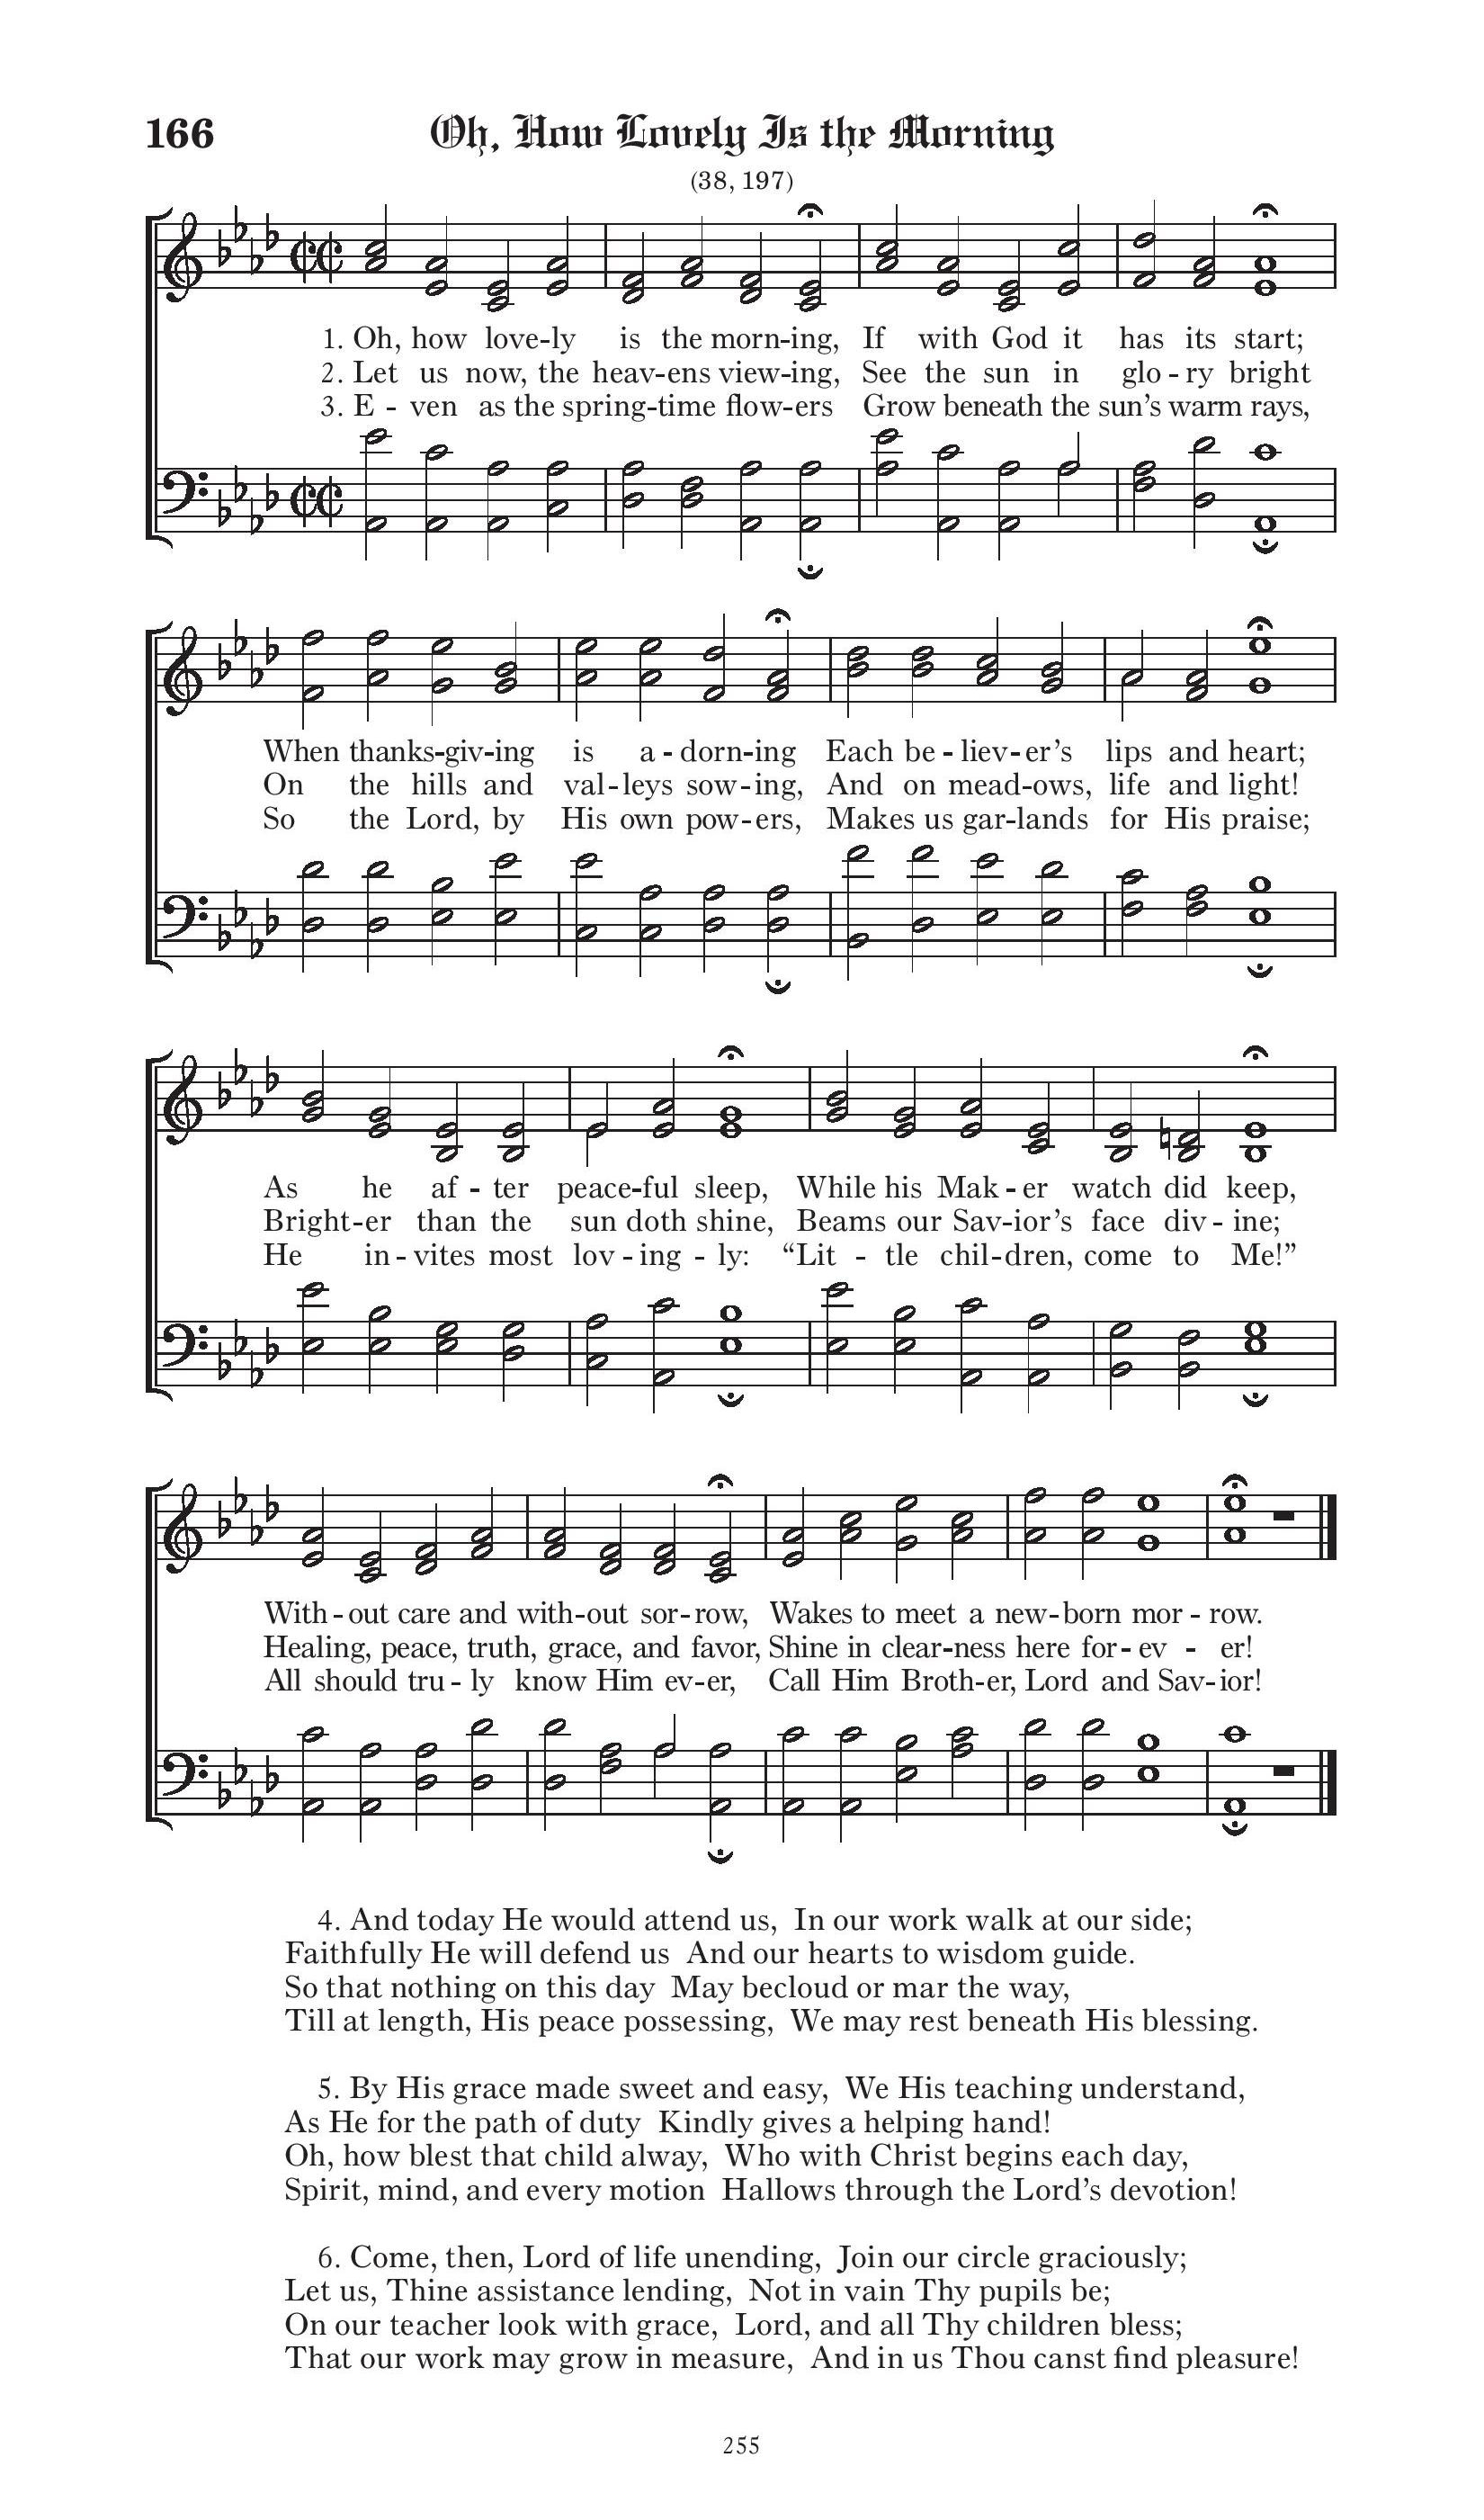 166
Oh, How Lovely Is the Morning
(38, 197)
1. Oh, how love-ly is the morn-ing, If with God it has its start;
2. Let us now, the heav-ens view-ing, See the sun in glo-ry bright
3. E-ven as the spring-time flow-ers Grow beneath the sun's warm rays,
When thanks-giv-ing is a-dorn-ing Each be-liev-er's lips and heart;
On the hills and val-leys sow-ing, And on mead-ows, life and light!
So the Lord, by His own pow-ers, Makes us gar-lands for His praise;
As he af-ter peace-ful sleep, While his Mak-er watch did keep,
Bright-er than the sun doth shine, Beams our Sav-ior's face div-ine;
He in-vites most lov-ing-ly: “Lit-tle chil-dren, come to Me!”
With-out care and with-out sor-row, Wakes to meet a new-born mor-row.
Healing, peace, truth, grace, and favor, Shine in clear-ness here for-ev-er!
All should tru-ly know Him ev-er, Call Him Broth-er, Lord and Sav-ior!
4. And today He would attend us, In our work walk at our side;
Faithfully He will defend us And our hearts to wisdom guide.
So that nothing on this day May becloud or mar the way,
Till at length, His peace possessing, We may rest beneath His blessing.
5. By His grace made sweet and easy, We His teaching understand,
As He for the path of duty Kindly gives a helping hand!
Oh, how blest that child alway, Who with Christ begins each day,
Spirit, mind, and every motion Hallows through the Lord's devotion!
6. Come, then, Lord of life unending, Join our circle graciously;
Let us, Thine assistance lending, Not in vain Thy pupils be;
On our teacher look with grace, Lord, and all Thy children bless;
That our work may grow in measure, And in us Thou canst find pleasure!
255